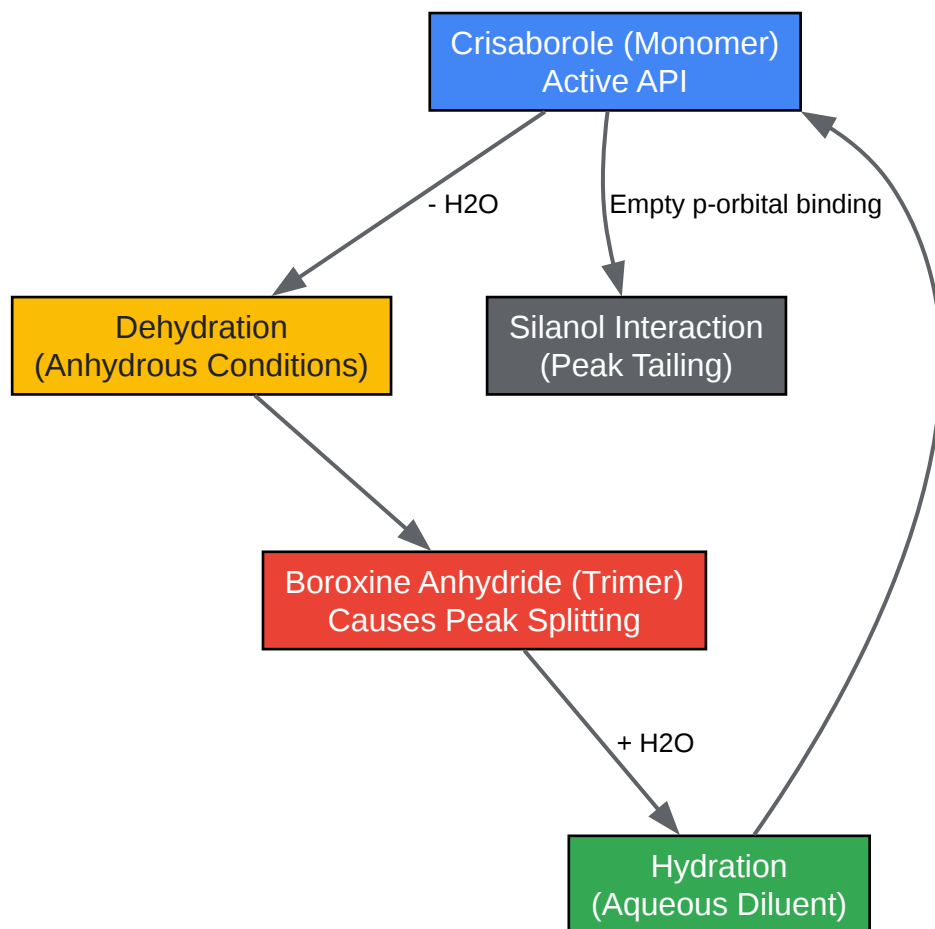 Crisaborole (Monomer)
Active API
- H2O
Empty p-orbital binding
Dehydration
(Anhydrous Conditions)
Silanol Interaction
(Peak Tailing)
Boroxine Anhydride (Trimer)
Causes Peak Splitting
+ H2O
Hydration
(Aqueous Diluent)